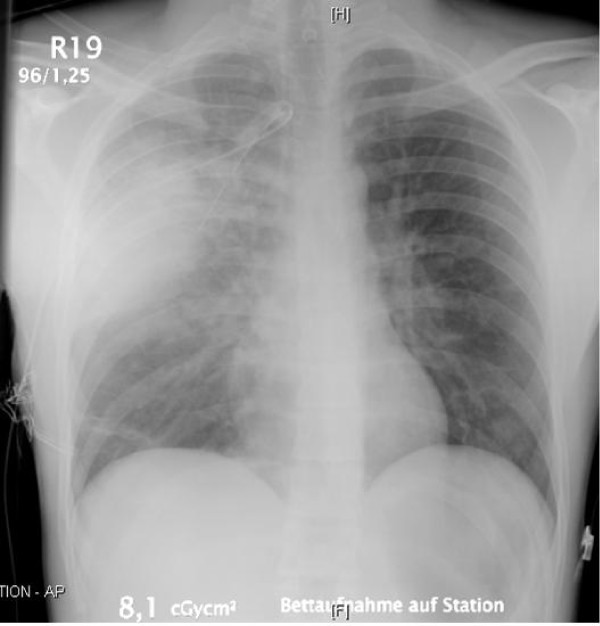 [H]
R19
96/1,25
TION - AP
8,1 cGycm² Bettaufnahme auf Station
[F]